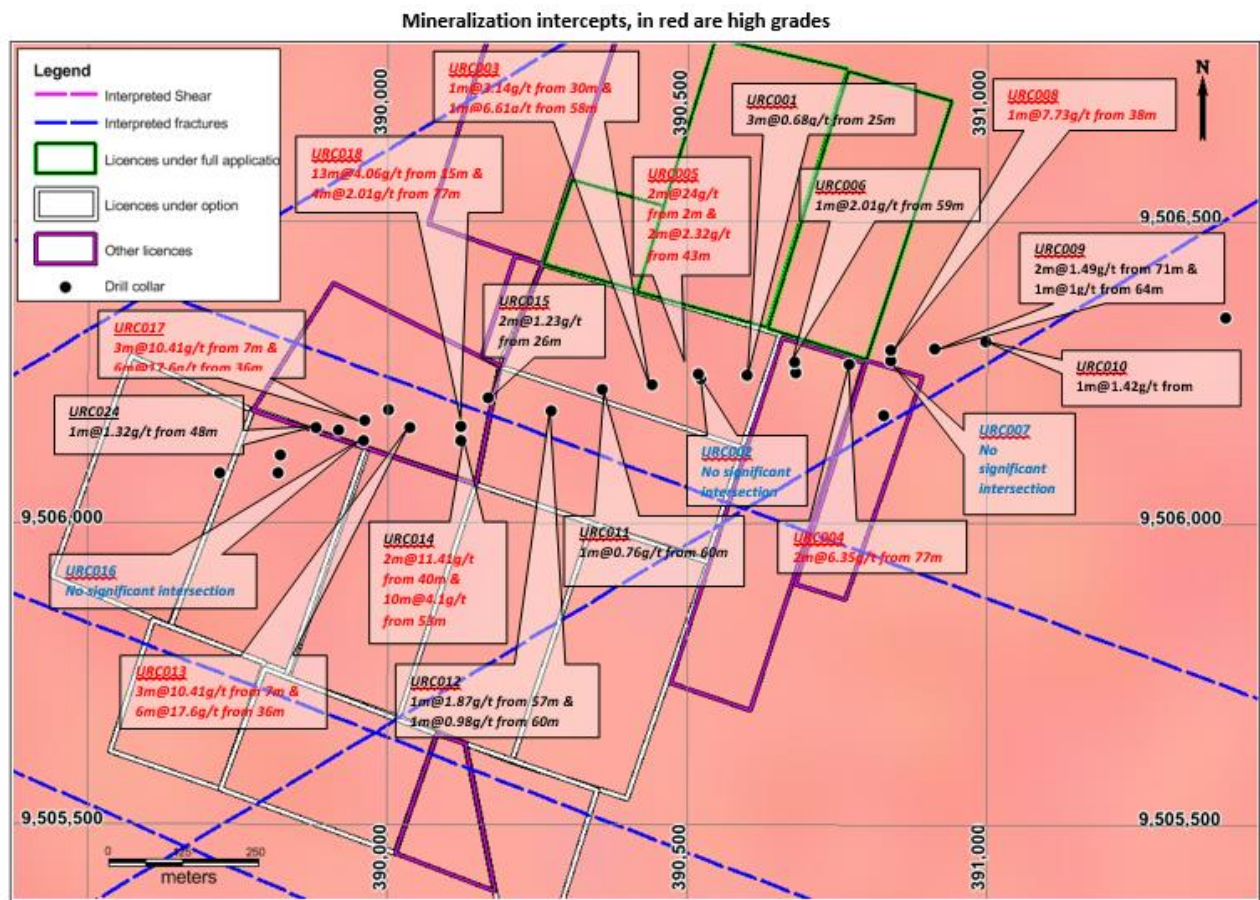 Mineralization intercepts, in red are high grades
Legend
Interpreted Shear
Interpreted fractures
Licences under full applicatio
Licences under option
Other licences
Drill collar
390,000
390,500
391,000
N
URC003
1m@3.14g/t from 30m &
1m@6.61g/t from 58m
URC001
3m@0.68g/t from 25m
URC008
1m@7.73g/t from 38m
URC018
13m@4.06g/t from 15m &
4m@2.01g/t from 77m
URC005
2m@24g/t
from 2m &
2m@2.32g/t
from 43m
URC006
1m@2.01g/t from 59m
9,506,500
URC009
2m@1.49g/t from 71m &
1m@1g/t from 64m
URC015
2m@1.23g/t
from 26m
URC017
3m@10.41g/t from 7m &
6m@17.6g/t from 36m
URC010
1m@1.42g/t from
URC024
1m@1.32g/t from 48m
URC002
No significant
intersection
URC007
No
significant
intersection
9,506,000
9,506,000
URC016
No significant intersection
URC014
2m@11.41g/t
from 40m &
10m@4.1g/t
from 53m
URC011
1m@0.76g/t from 60m
URC004
2m@6.35g/t from 77m
URC013
3m@10.41g/t from 7m &
6m@17.6g/t from 36m
URC012
1m@1.87g/t from 57m &
1m@0.98g/t from 60m
9,505,500
9,505,500
0 125 250
meters
390,000
390,500
391,000